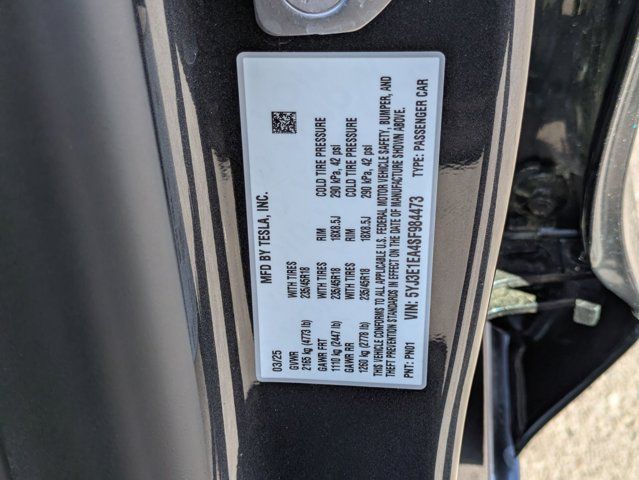 MFD BY TESLA, INC.
03/25
GVWR WITH TIRES RIM COLD TIRE PRESSURE
2165 kg (4773 lb) 235/45R18 18X8.5J 290 kPa, 42 psi
GAWR FRT WITH TIRES RIM COLD TIRE PRESSURE
1110 kg (2447 lb) 235/45R18 18X8.5J 290 kPa, 42 psi
GAWR RR
1260 kg (2778 lb) 235/45R18
THIS VEHICLE CONFORMS TO ALL APPLICABLE U.S. FEDERAL MOTOR VEHICLE SAFETY, BUMPER, AND
THEFT PREVENTION STANDARDS IN EFFECT ON THE DATE OF MANUFACTURE SHOWN ABOVE.
PNT: PN01 VIN: 5YJ3E1EA4SF984473 TYPE: PASSENGER CAR